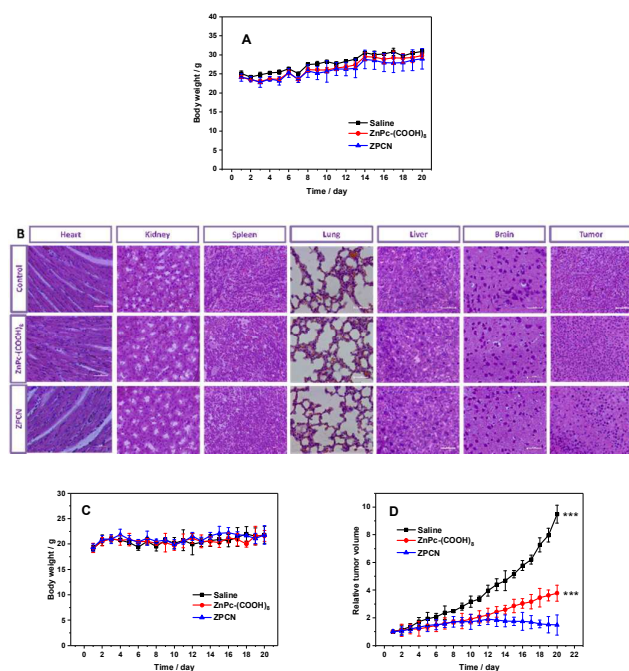 A
Body weight / g
35
30
25
20
15
10
5
0
Saline
ZnPc-(COOH)₈
ZPCN
0 2 4 6 8 10 12 14 16 18 20
Time / day
B
Heart Kidney Spleen Lung Liver Brain Tumor
Control
ZnPc-(COOH)₈
ZPCN
C
Body weight / g
30
25
20
15
10
5
0
Saline
ZnPc-(COOH)₈
ZPCN
0 2 4 6 8 10 12 14 16 18 20
Time / day
D
Relative tumor volume
10
8
6
4
2
0
Saline
ZnPc-(COOH)₈
ZPCN
***
***
0 2 4 6 8 10 12 14 16 18 20 22
Time / day